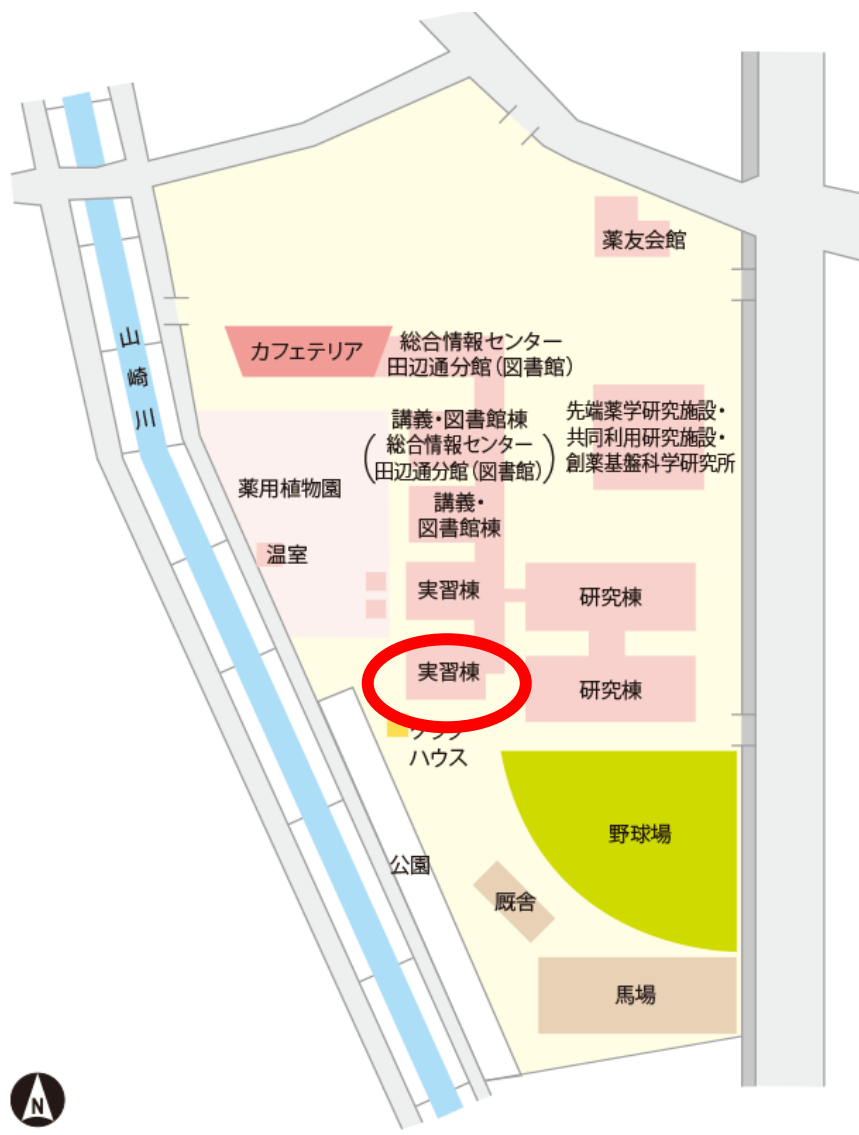 薬友会館
カフェテリア
総合情報センター
田辺通分館(図書館)
山崎川
講義・図書館棟
(総合情報センター
田辺通分館(図書館))
先端薬学研究施設・
共同利用研究施設・
創薬基盤科学研究所
薬用植物園
講義・
図書館棟
温室
実習棟
研究棟
実習棟
研究棟
ハウス
野球場
公園
厩舎
馬場
N